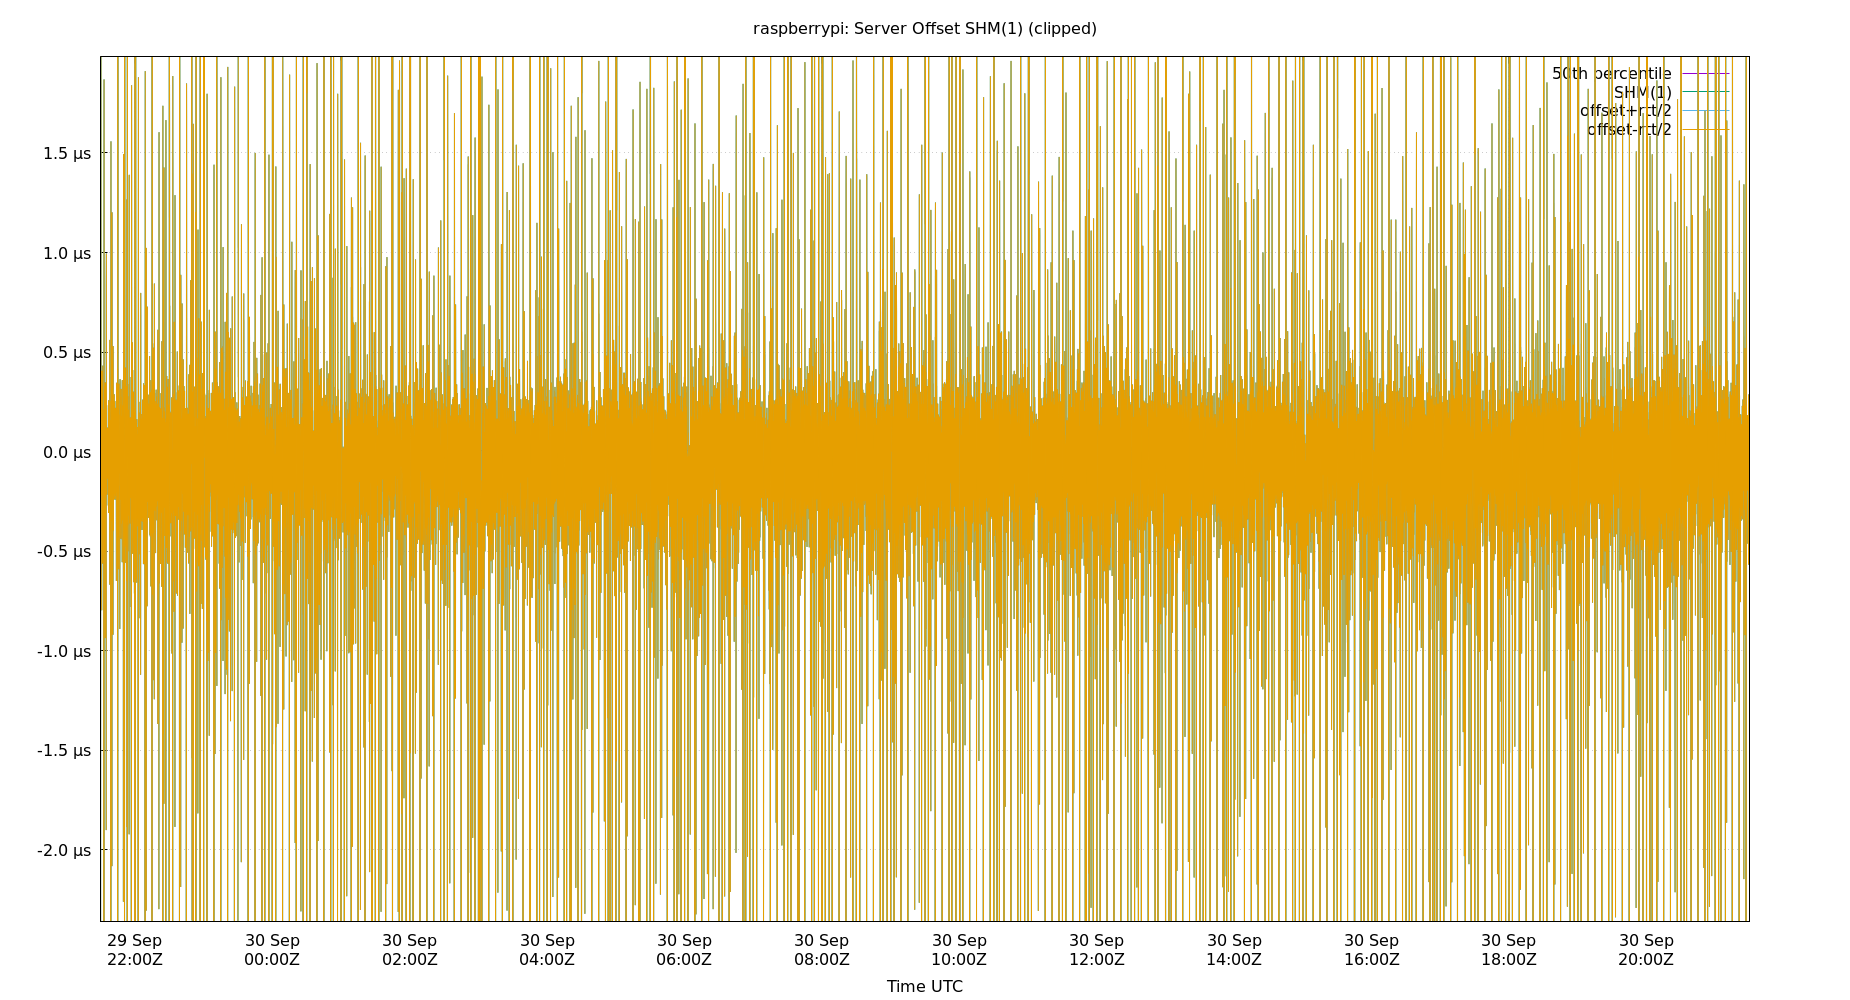 raspberrypi: Server Offset SHM(1) (clipped)
50th percentile
SHM(1)
offset+rtt/2
offset-rtt/2
1.5 µs
1.0 µs
0.5 µs
0.0 µs
-0.5 µs
-1.0 µs
-1.5 µs
-2.0 µs
29 Sep 30 Sep 30 Sep 30 Sep 30 Sep 30 Sep 30 Sep 30 Sep 30 Sep 30 Sep 30 Sep 30 Sep
22:00Z 00:00Z 02:00Z 04:00Z 06:00Z 08:00Z 10:00Z 12:00Z 14:00Z 16:00Z 18:00Z 20:00Z
Time UTC